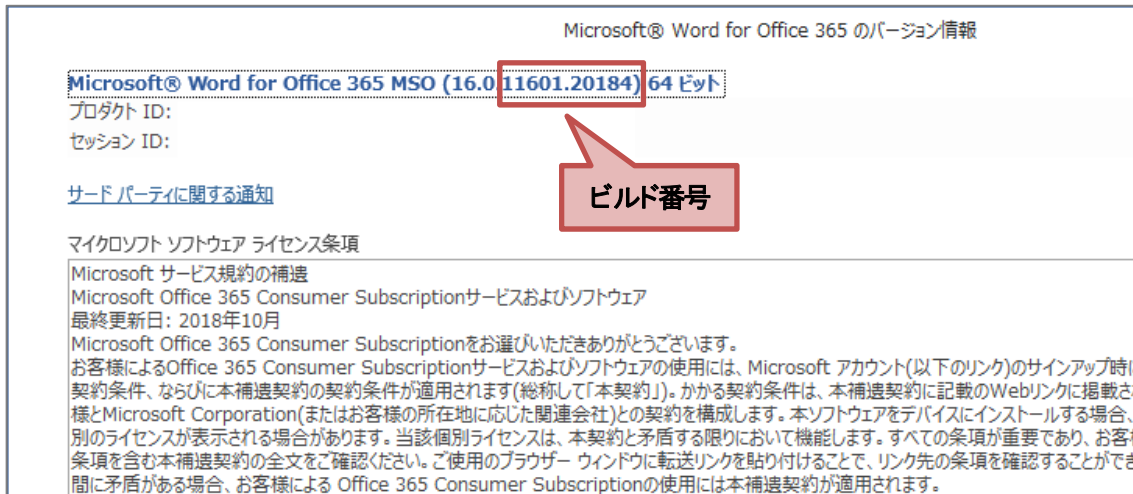 Microsoft® Word for Office 365 のバージョン情報
Microsoft® Word for Office 365 MSO (16.0.11601.20184) 64 ビット
プロダクト ID:
セッション ID:
ビルド番号
サード パーティに関する通知
マイクロソフト ソフトウェア ライセンス条項
Microsoft サービス規約の補遺
Microsoft Office 365 Consumer Subscriptionサービスおよびソフトウェア
最終更新日: 2018年10月
Microsoft Office 365 Consumer Subscriptionをお選びいただきありがとうございます。
お客様によるOffice 365 Consumer Subscriptionサービスおよびソフトウェアの使用には、Microsoft アカウント(以下のリンク)のサインアップ時に
契約条件、ならびに本補遺契約の契約条件が適用されます(総称して「本契約」)。かかる契約条件は、本補遺契約に記載のWebリンクに掲載さ
様とMicrosoft Corporation(またはお客様の所在地に応じた関連会社)との契約を構成します。本ソフトウェアをデバイスにインストールする場合、
別のライセンスが表示される場合があります。当該個別ライセンスは、本契約と矛盾する限りにおいて機能します。すべての条項が重要であり、お客様
条項を含む本補遺契約の全文をご確認ください。ご使用のブラウザー ウィンドウに転送リンクを貼り付けることで、リンク先の条項を確認することができ
間に矛盾がある場合、お客様による Office 365 Consumer Subscriptionの使用には本補遺契約が適用されます。